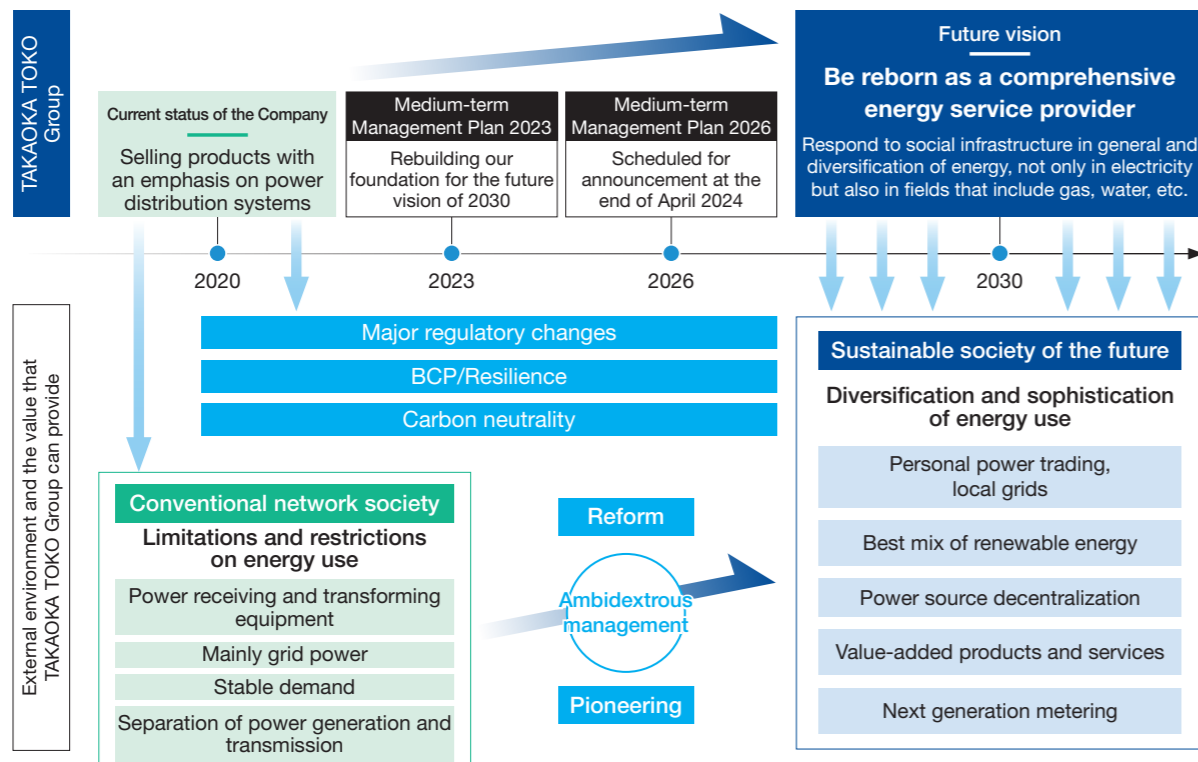 TAKAOKA TOKO
Group
Current status of the Company
Selling products with
an emphasis on power
distribution systems
Medium-term
Management Plan 2023
Rebuilding our
foundation for the future
vision of 2030
Medium-term
Management Plan 2026
Scheduled for
announcement at the
end of April 2024
Future vision
Be reborn as a comprehensive
energy service provider
Respond to social infrastructure in general and
diversification of energy, not only in electricity
but also in fields that include gas, water, etc.
2020
2023
2026
2030
External environment and the value that
TAKAOKA TOKO Group can provide
Major regulatory changes
BCP/Resilience
Carbon neutrality
Conventional network society
Limitations and restrictions
on energy use
Power receiving and transforming
equipment
Mainly grid power
Stable demand
Separation of power generation and
transmission
Reform
Ambidextrous
management
Pioneering
Sustainable society of the future
Diversification and sophistication
of energy use
Personal power trading,
local grids
Best mix of renewable energy
Power source decentralization
Value-added products and services
Next generation metering